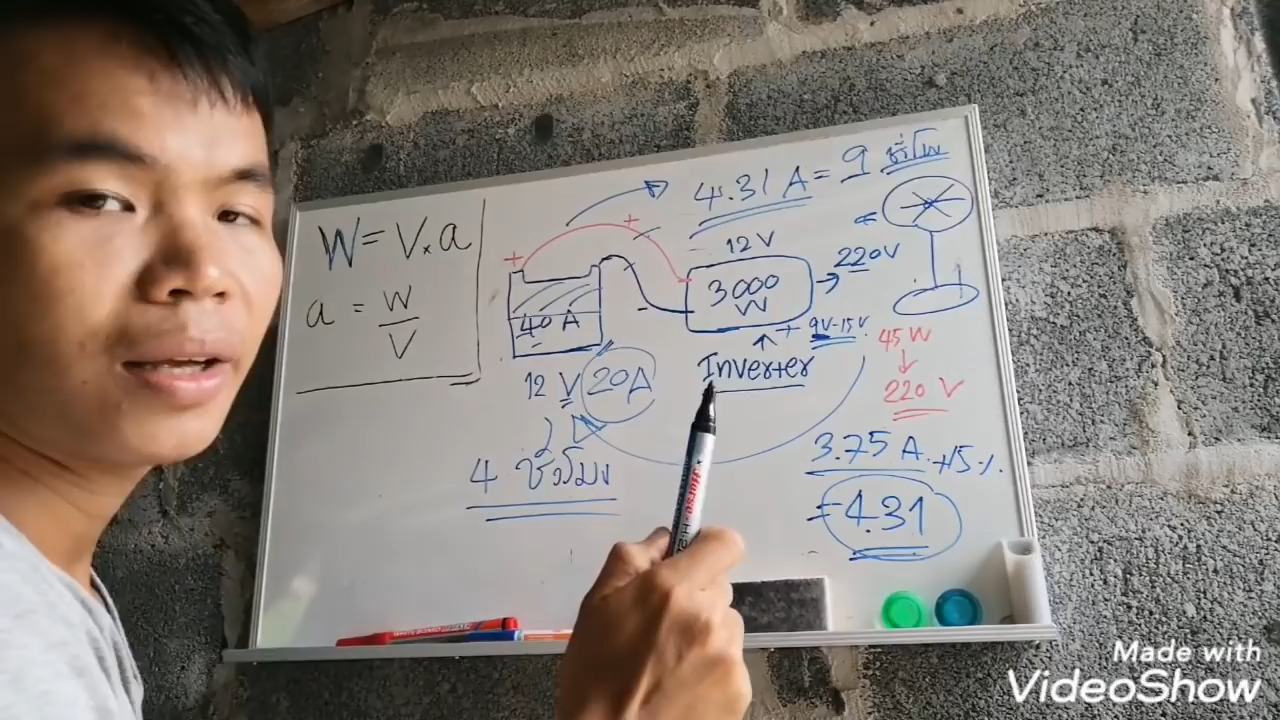 W = V x a
a = W
V
4.31 A = 9 ชั่วโมง
12 V
220V
3000
W
40 A
+
+
-
-
+ 9V-15V.
Inverter
45 W
220 V
12 V
20A
3.75 A. +15%.
= 4.31
4 ชั่วโมง
Made with
VideoShow